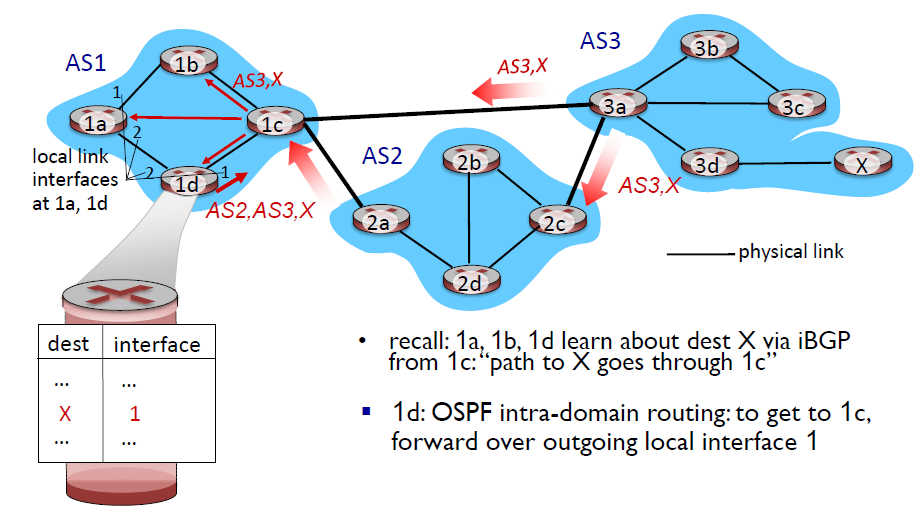 AS1
1b
AS3,X
1
1a
1c
2
local link
interfaces
at 1a, 1d
2
1d
1
AS2,AS3,X
AS3,X
AS3
3b
3a
3c
3d
X
AS3,X
AS2
2b
2a
2c
2d
physical link
dest
interface
... ...
X 1
... ...
• recall: 1a, 1b, 1d learn about dest X via iBGP
from 1c: “path to X goes through 1c”
▪ 1d: OSPF intra-domain routing: to get to 1c,
forward over outgoing local interface 1